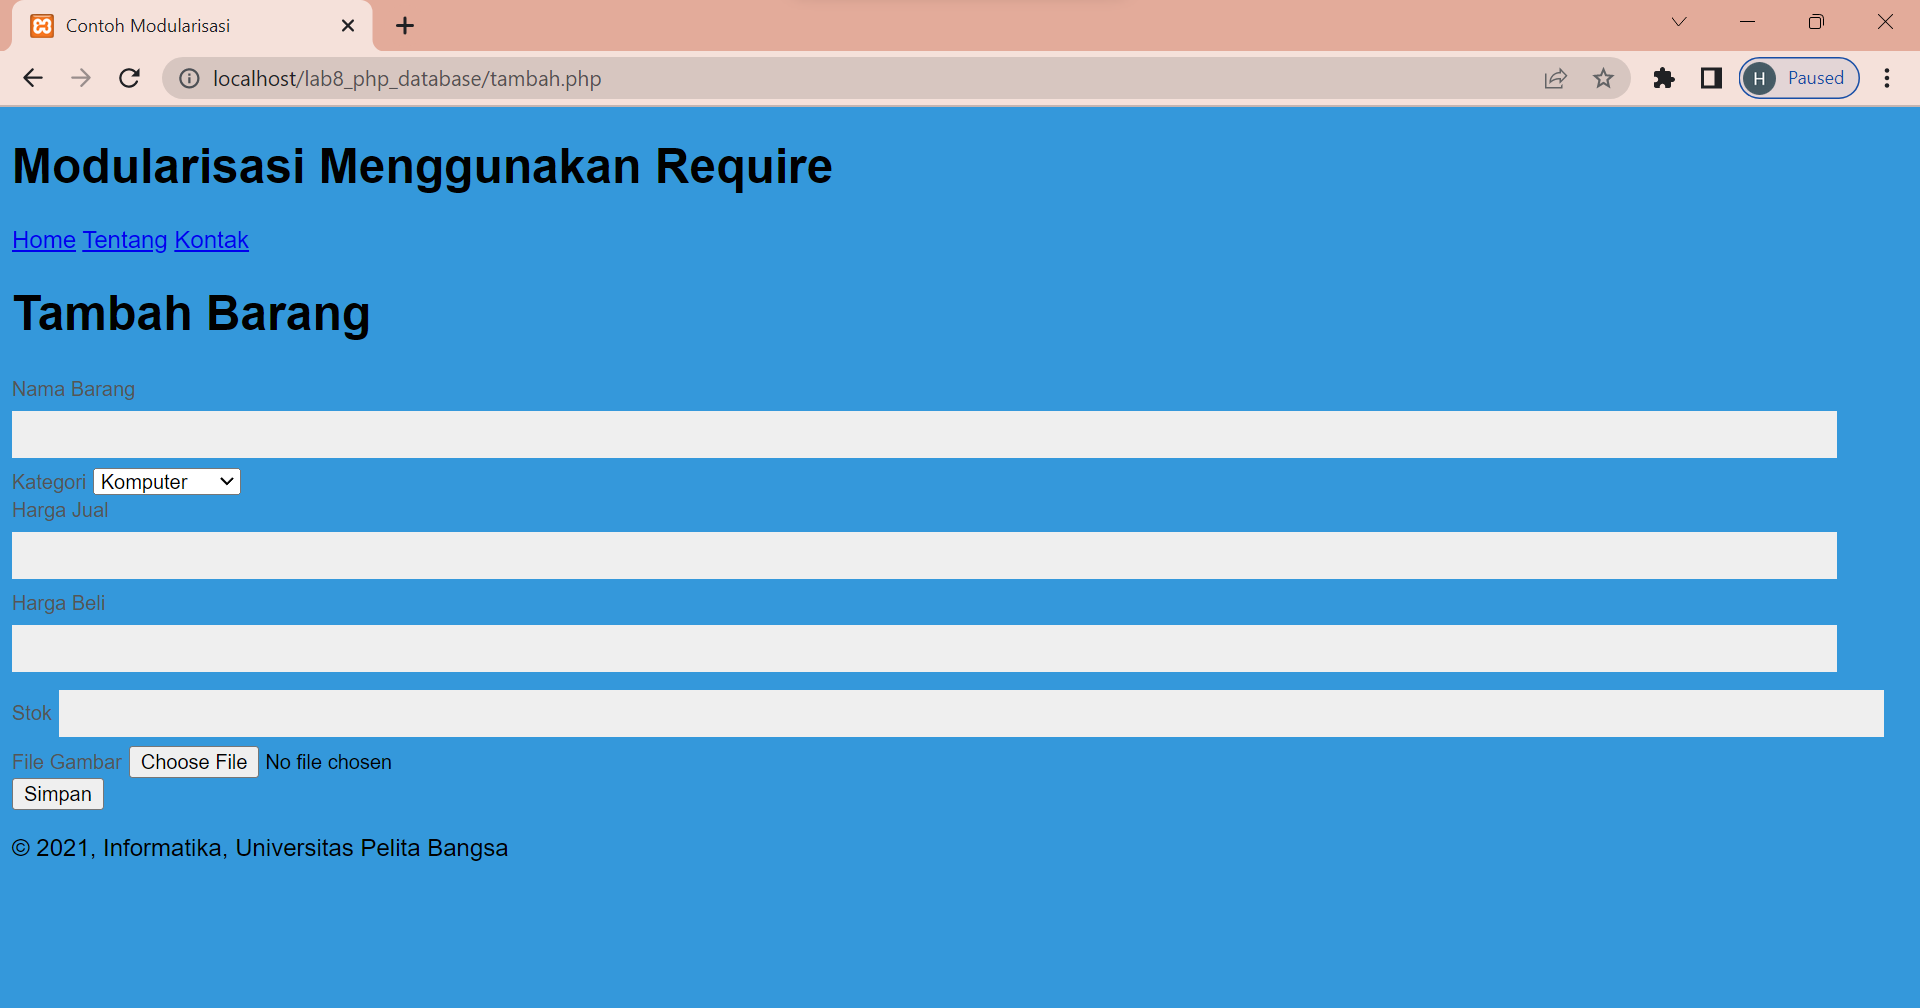 Contoh Modularisasi
localhost/lab8_php_database/tambah.php
H Paused
Modularisasi Menggunakan Require
Home Tentang Kontak
Tambah Barang
Nama Barang
Kategori Komputer
Harga Jual
Harga Beli
Stok
File Gambar Choose File No file chosen
Simpan
© 2021, Informatika, Universitas Pelita Bangsa